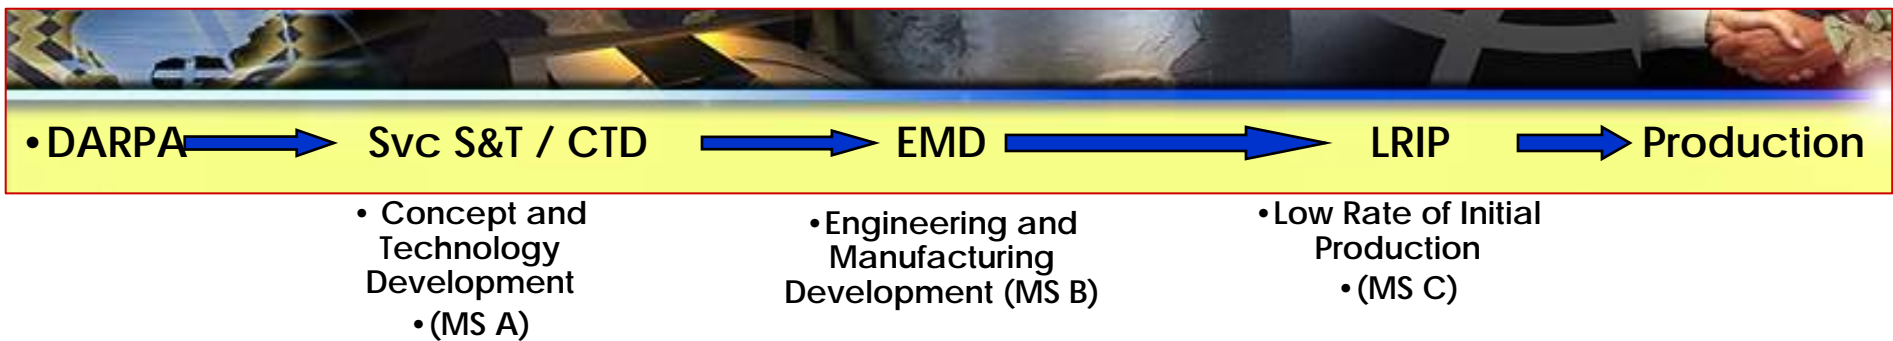 •DARPA Svc S&T / CTD EMD LRIP Production
• Concept and
Technology
Development
•(MS A)
•Engineering and
Manufacturing
Development (MS B)
•Low Rate of Initial
Production
•(MS C)